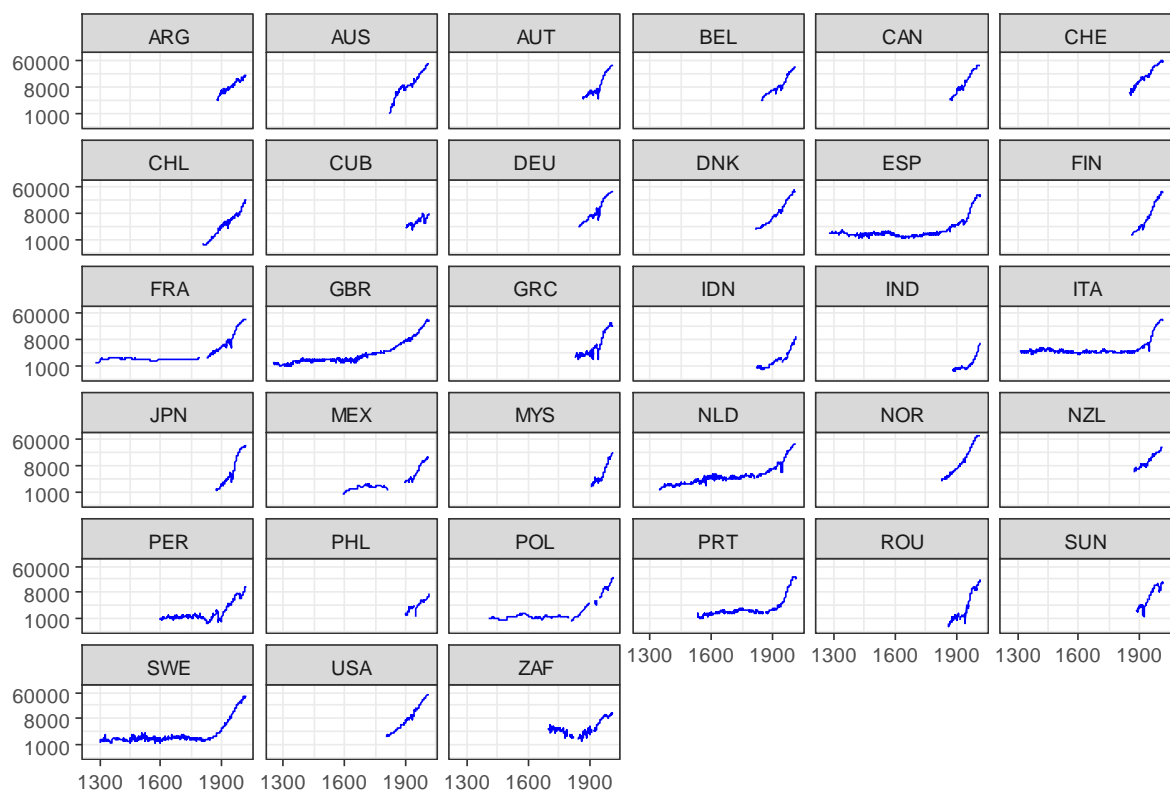 ARG AUS AUT BEL CAN CHE
60000
8000
1000
CHL CUB DEU DNK ESP FIN
60000
8000
1000
FRA GBR GRC IDN IND ITA
60000
8000
1000
JPN MEX MYS NLD NOR NZL
60000
8000
1000
PER PHL POL PRT ROU SUN
60000
8000
1000
1300 1600 1900 1300 1600 1900 1300 1600 1900
SWE USA ZAF
60000
8000
1000
1300 1600 1900 1300 1600 1900 1300 1600 1900